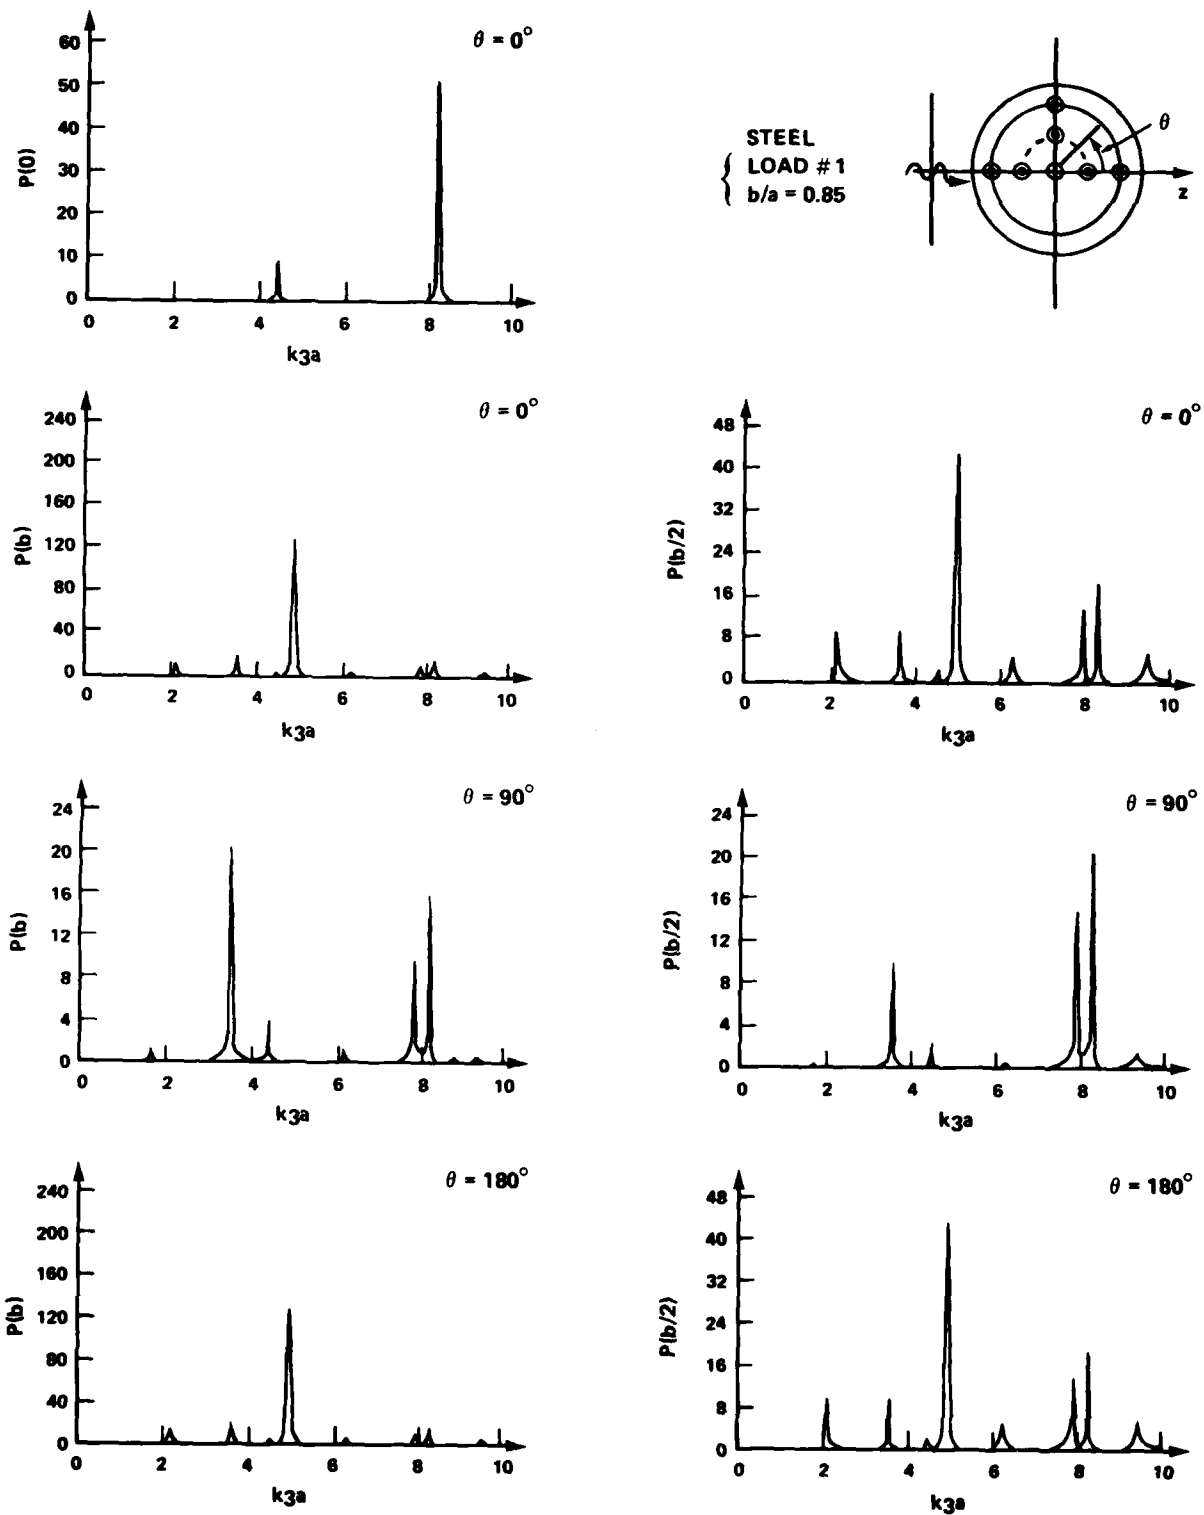 θ = 0°
60
50
40
30
20
10
0
P(0)
0 2 4 6 8 10
k3a
STEEL
LOAD # 1
b/a = 0.85
θ
z
θ = 0°
240
200
160
120
80
40
0
P(b)
0 2 4 6 8 10
k3a
θ = 0°
48
40
32
24
16
8
0
P(b/2)
0 2 4 6 8 10
k3a
θ = 90°
24
20
16
12
8
4
0
P(b)
0 2 4 6 8 10
k3a
θ = 90°
24
20
16
12
8
4
0
P(b/2)
0 2 4 6 8 10
k3a
θ = 180°
240
200
160
120
80
40
0
P(b)
0 2 4 6 8 10
k3a
θ = 180°
48
40
32
24
16
8
0
P(b/2)
0 2 4 6 8 10
k3a